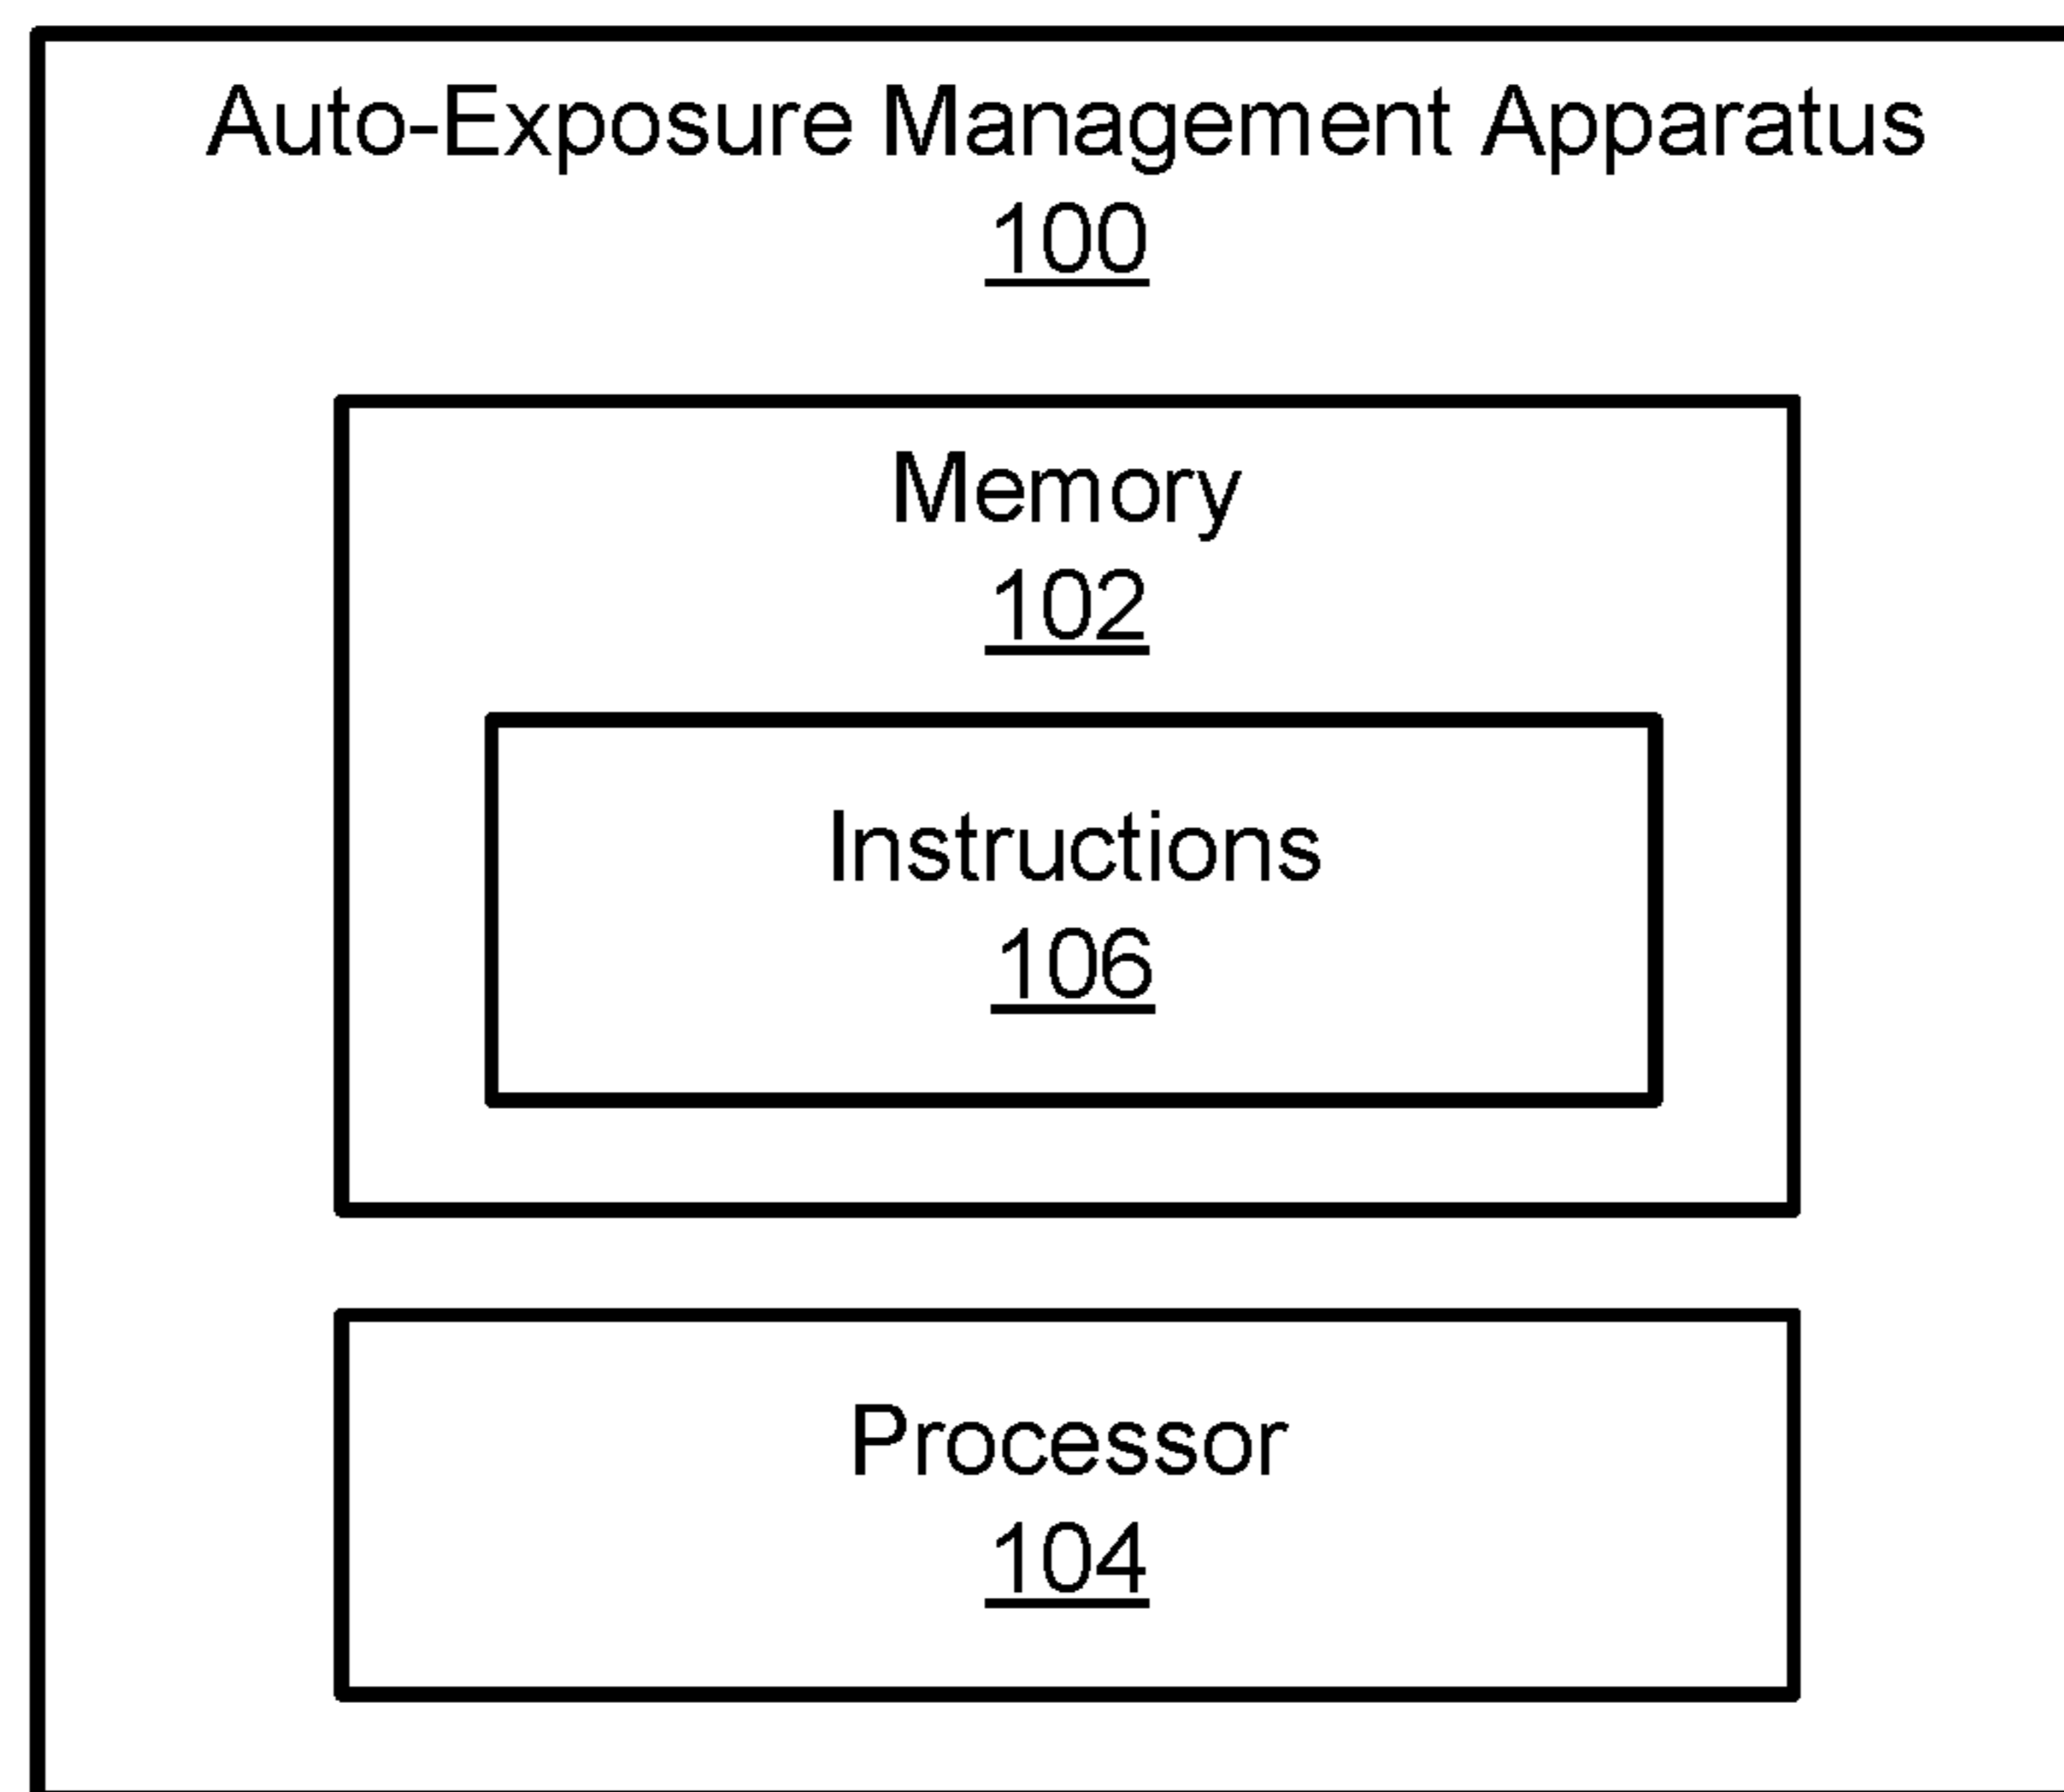 Auto-Exposure Management Apparatus
100
Memory
102
Instructions
106
Processor
104